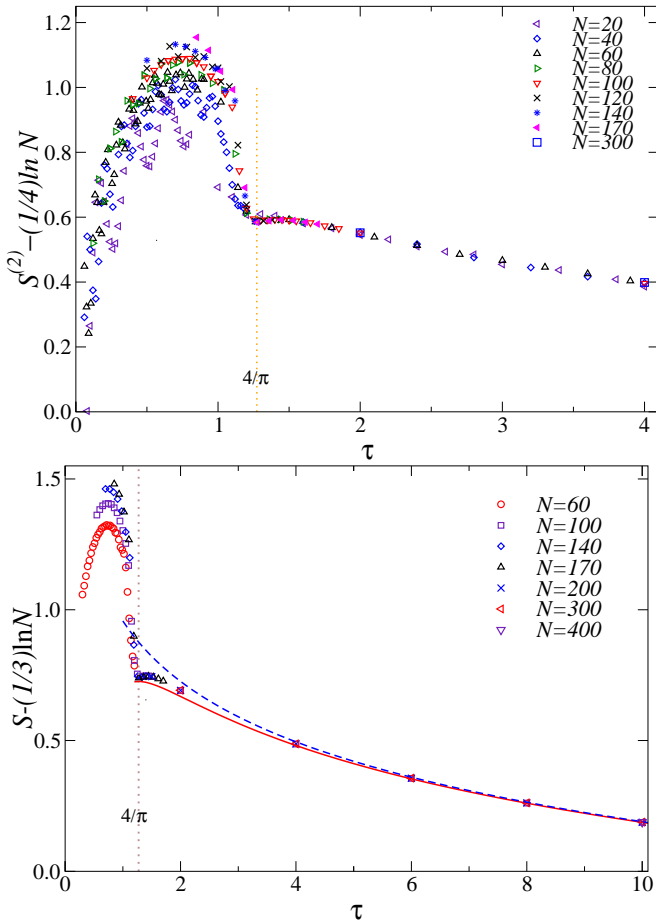 1.2
1.0
0.8
0.6
0.4
0.2
0.0
S(2)−(1/4)ln N
N=20
N=40
N=60
N=80
N=100
N=120
N=140
N=170
N=300
4/π
0 1 2 3 4
τ
1.5
1.0
0.5
0.0
S-(1/3)lnN
N=60
N=100
N=140
N=170
N=200
N=300
N=400
4/π
0 2 4 6 8 10
τ